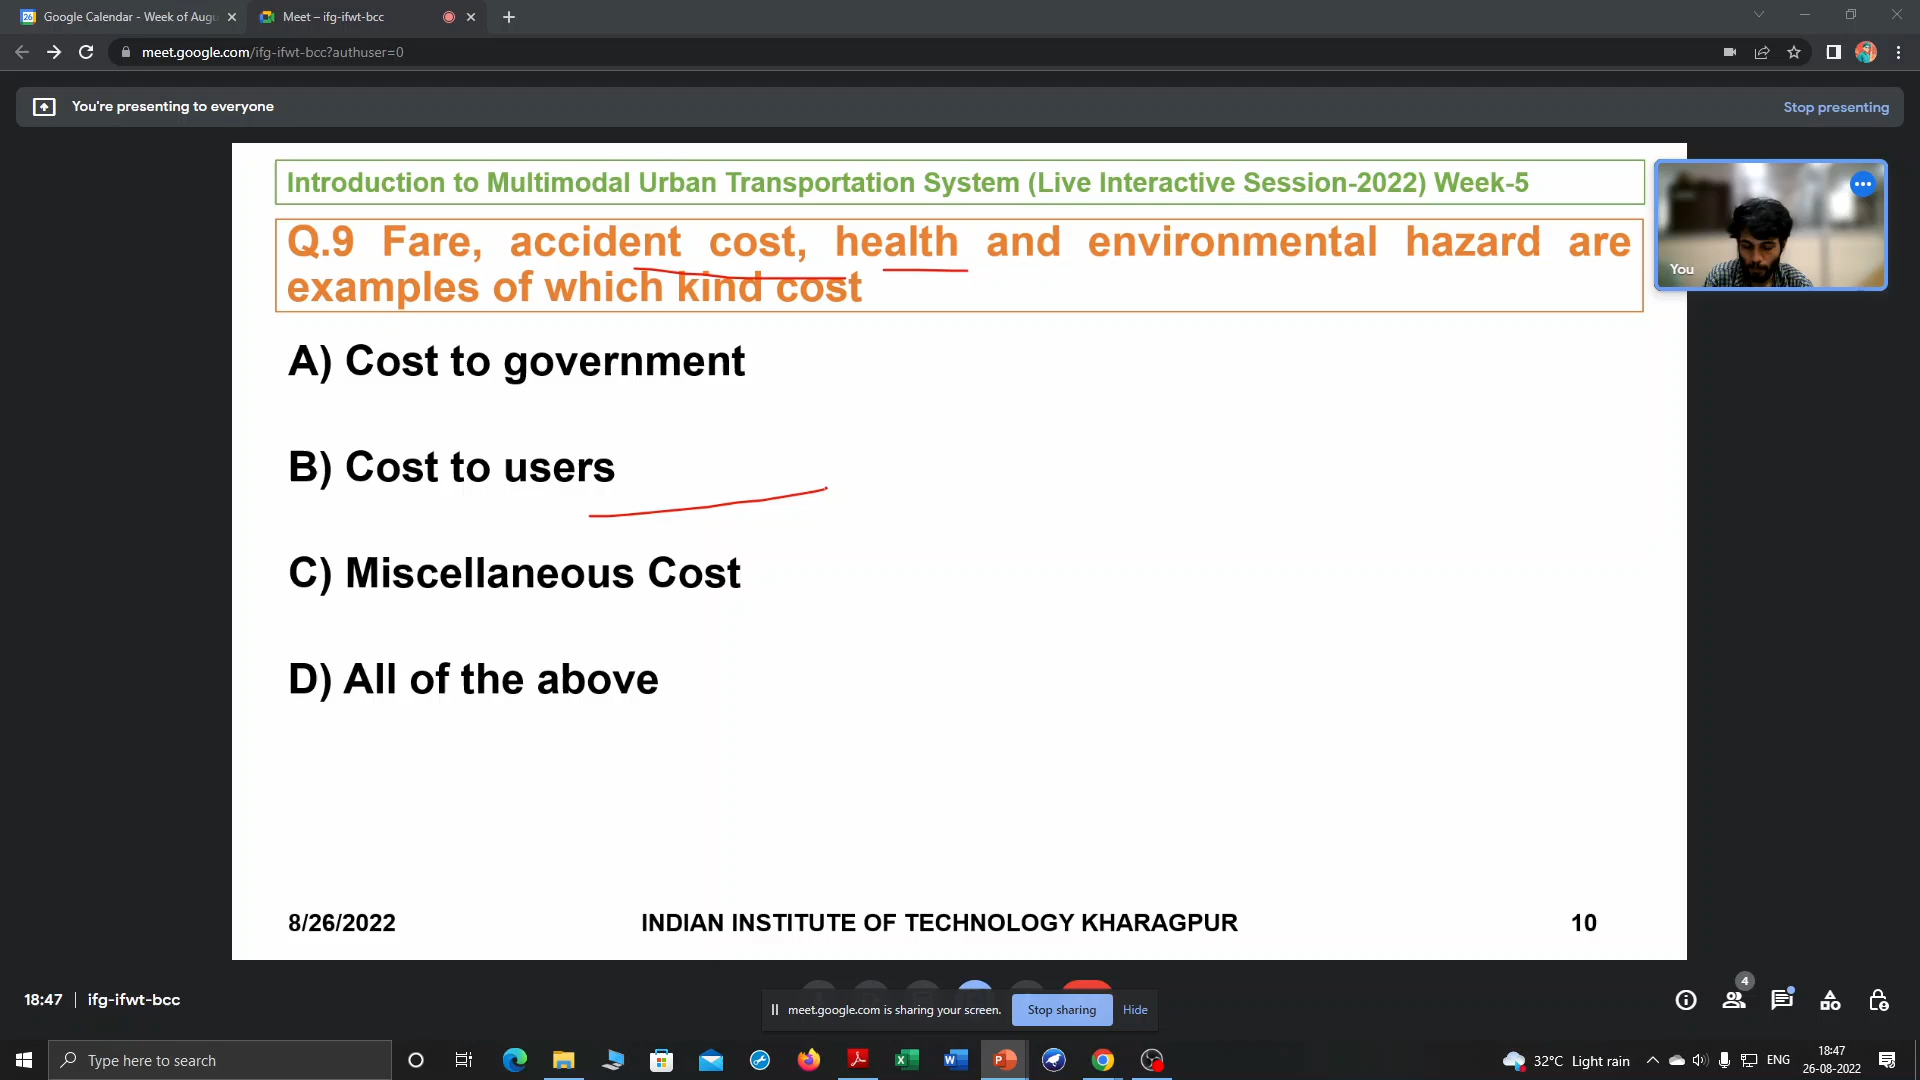 Google Calendar - Week of Augu
Meet – ifg-ifwt-bcc
meet.google.com/ifg-ifwt-bcc?authuser=0
You're presenting to everyone
Stop presenting
Introduction to Multimodal Urban Transportation System (Live Interactive Session-2022) Week-5
Q.9 Fare, accident cost, health and environmental hazard are
examples of which kind cost
You
A) Cost to government
B) Cost to users
C) Miscellaneous Cost
D) All of the above
8/26/2022 INDIAN INSTITUTE OF TECHNOLOGY KHARAGPUR 10
18:47 | ifg-ifwt-bcc
4
meet.google.com is sharing your screen. Stop sharing Hide
Type here to search
32°C Light rain ENG 18:47
26-08-2022